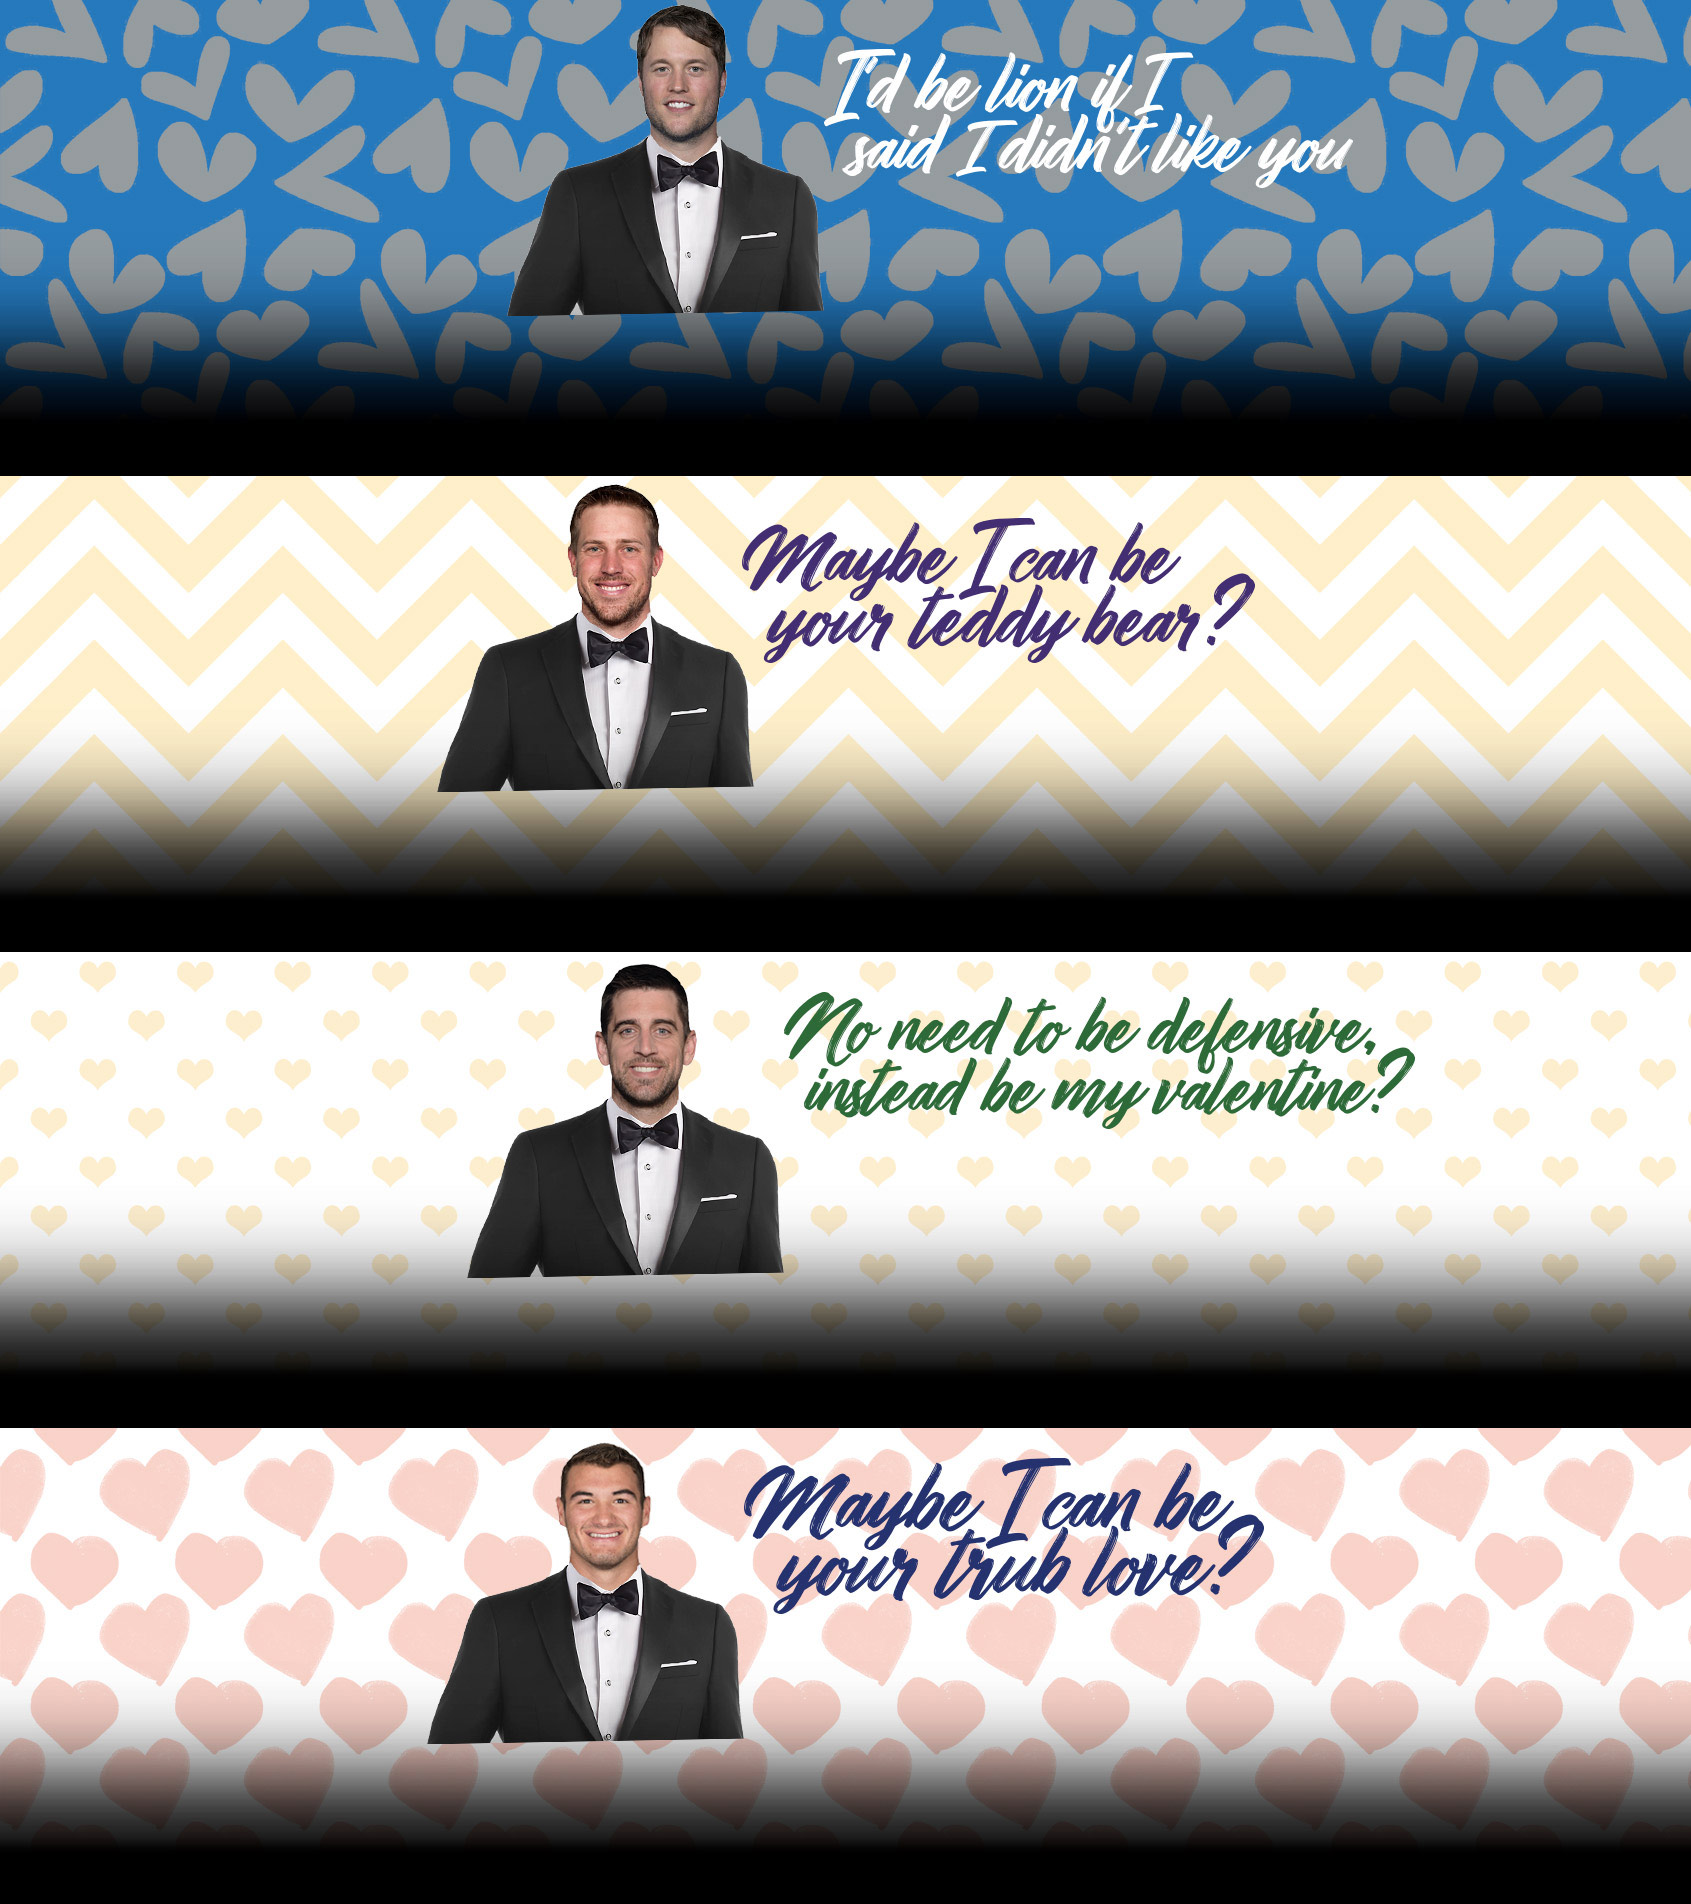 I'd be lion if I
said I didn't like you
Maybe I can be
your teddy bear?
No need to be defensive,
instead be my valentine?
Maybe I can be
your trub love?